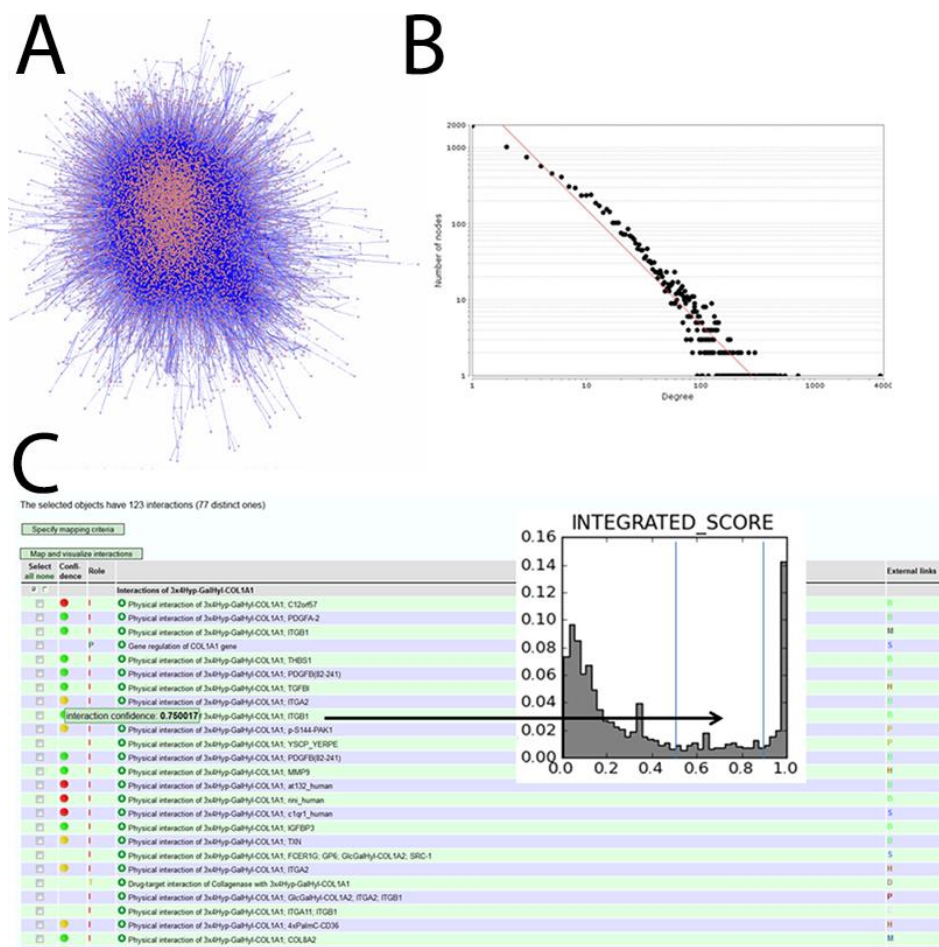 A
B
2000
1000
100
10
1
Number of nodes
1 10 100 1000 4000
Degree
C
The selected objects have 123 interactions (77 distinct ones)
Specify mapping criteria
Map and visualize interactions
Select all none
Confi-dence
Role
External links
Interactions of 3x4Hyp-GalHyl-COL1A1
I Physical interaction of 3x4Hyp-GalHyl-COL1A1; C12orf57
I Physical interaction of 3x4Hyp-GalHyl-COL1A1; PDGFA-2
I Physical interaction of 3x4Hyp-GalHyl-COL1A1; ITGB1 M
P Gene regulation of COL1A1 gene S
I Physical interaction of 3x4Hyp-GalHyl-COL1A1; THBS1
I Physical interaction of 3x4Hyp-GalHyl-COL1A1; PDGFB(82-241)
I Physical interaction of 3x4Hyp-GalHyl-COL1A1; TGFBI H
I Physical interaction of 3x4Hyp-GalHyl-COL1A1; ITGA2
interaction confidence: 0.750017 of 3x4Hyp-GalHyl-COL1A1; ITGB1
I Physical interaction of 3x4Hyp-GalHyl-COL1A1; p-S144-PAK1 P
I Physical interaction of 3x4Hyp-GalHyl-COL1A1; YSCP_YERPE P
I Physical interaction of 3x4Hyp-GalHyl-COL1A1; PDGFB(82-241)
I Physical interaction of 3x4Hyp-GalHyl-COL1A1; MMP9 H
I Physical interaction of 3x4Hyp-GalHyl-COL1A1; at132_human
I Physical interaction of 3x4Hyp-GalHyl-COL1A1; nni_human
I Physical interaction of 3x4Hyp-GalHyl-COL1A1; c1qr1_human S
I Physical interaction of 3x4Hyp-GalHyl-COL1A1; IGFBP3
I Physical interaction of 3x4Hyp-GalHyl-COL1A1; TXN
I Physical interaction of 3x4Hyp-GalHyl-COL1A1; FCER1G; GP6; GlcGalHyl-COL1A2; SRC-1 S
I Physical interaction of 3x4Hyp-GalHyl-COL1A1; ITGA2 H
T Drug-target interaction of Collagenase with 3x4Hyp-GalHyl-COL1A1 D
I Physical interaction of 3x4Hyp-GalHyl-COL1A1; GlcGalHyl-COL1A2; ITGA2; ITGB1 P
I Physical interaction of 3x4Hyp-GalHyl-COL1A1; ITGA11; ITGB1
I Physical interaction of 3x4Hyp-GalHyl-COL1A1; 4xPalmC-CD36 H
I Physical interaction of 3x4Hyp-GalHyl-COL1A1; COL8A2 M
INTEGRATED_SCORE
0.16
0.14
0.12
0.10
0.08
0.06
0.04
0.02
0.00
0.0 0.2 0.4 0.6 0.8 1.0